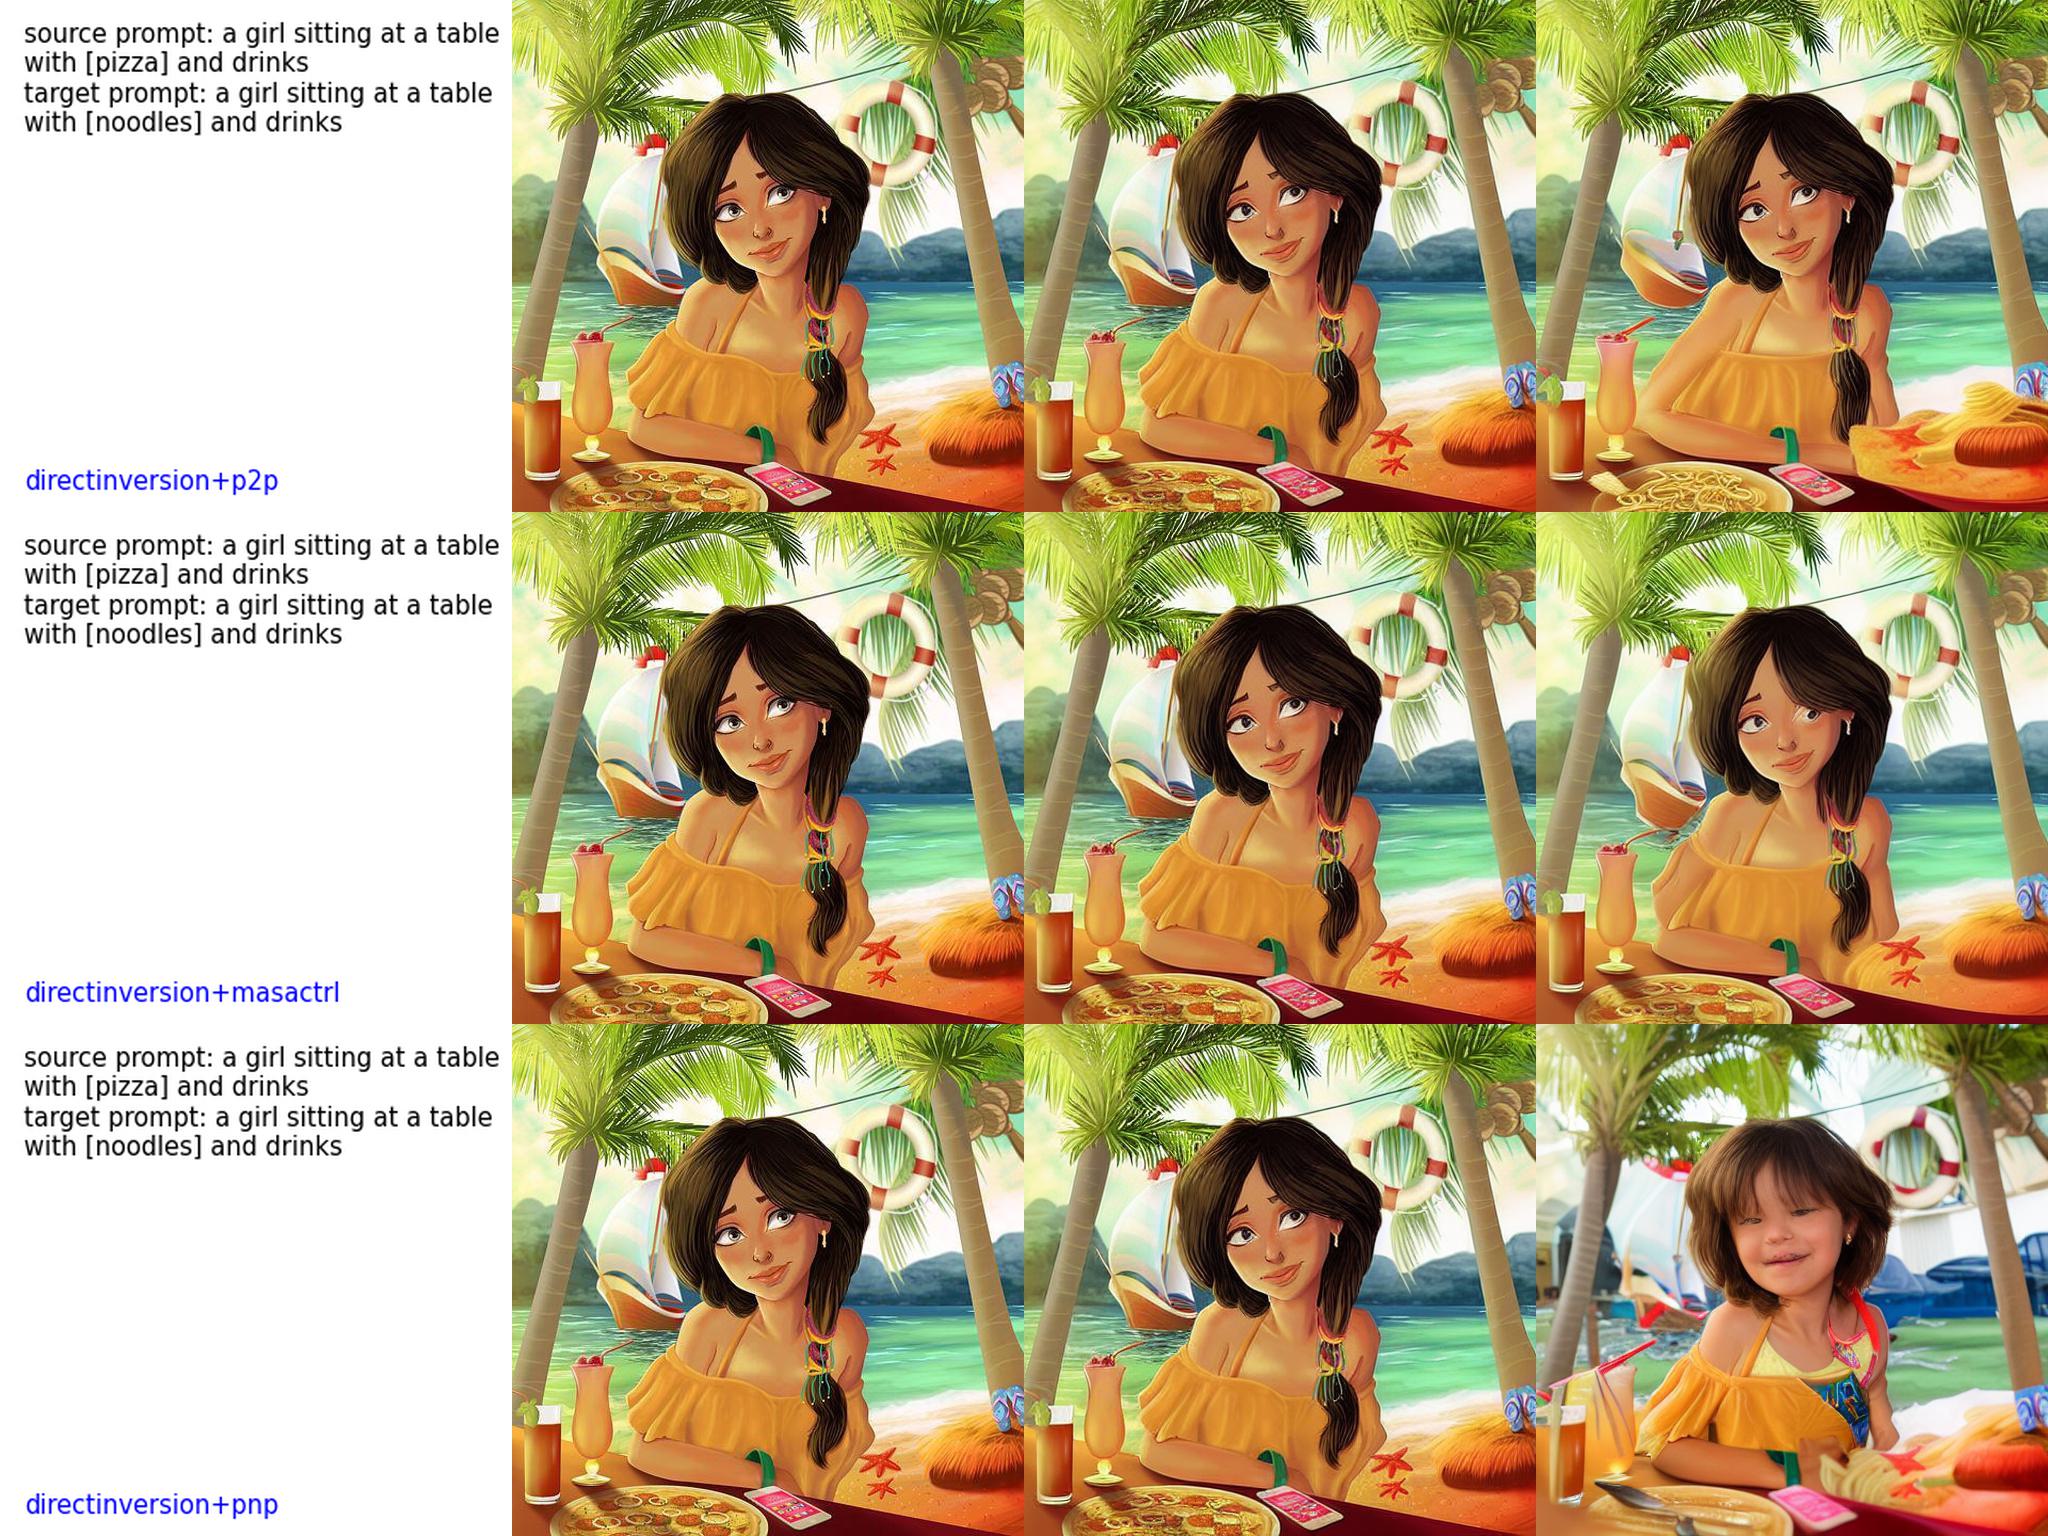 source prompt: a girl sitting at a table
with [pizza] and drinks
target prompt: a girl sitting at a table
with [noodles] and drinks
directinversion+p2p
source prompt: a girl sitting at a table
with [pizza] and drinks
target prompt: a girl sitting at a table
with [noodles] and drinks
directinversion+masactrl
source prompt: a girl sitting at a table
with [pizza] and drinks
target prompt: a girl sitting at a table
with [noodles] and drinks
directinversion+pnp